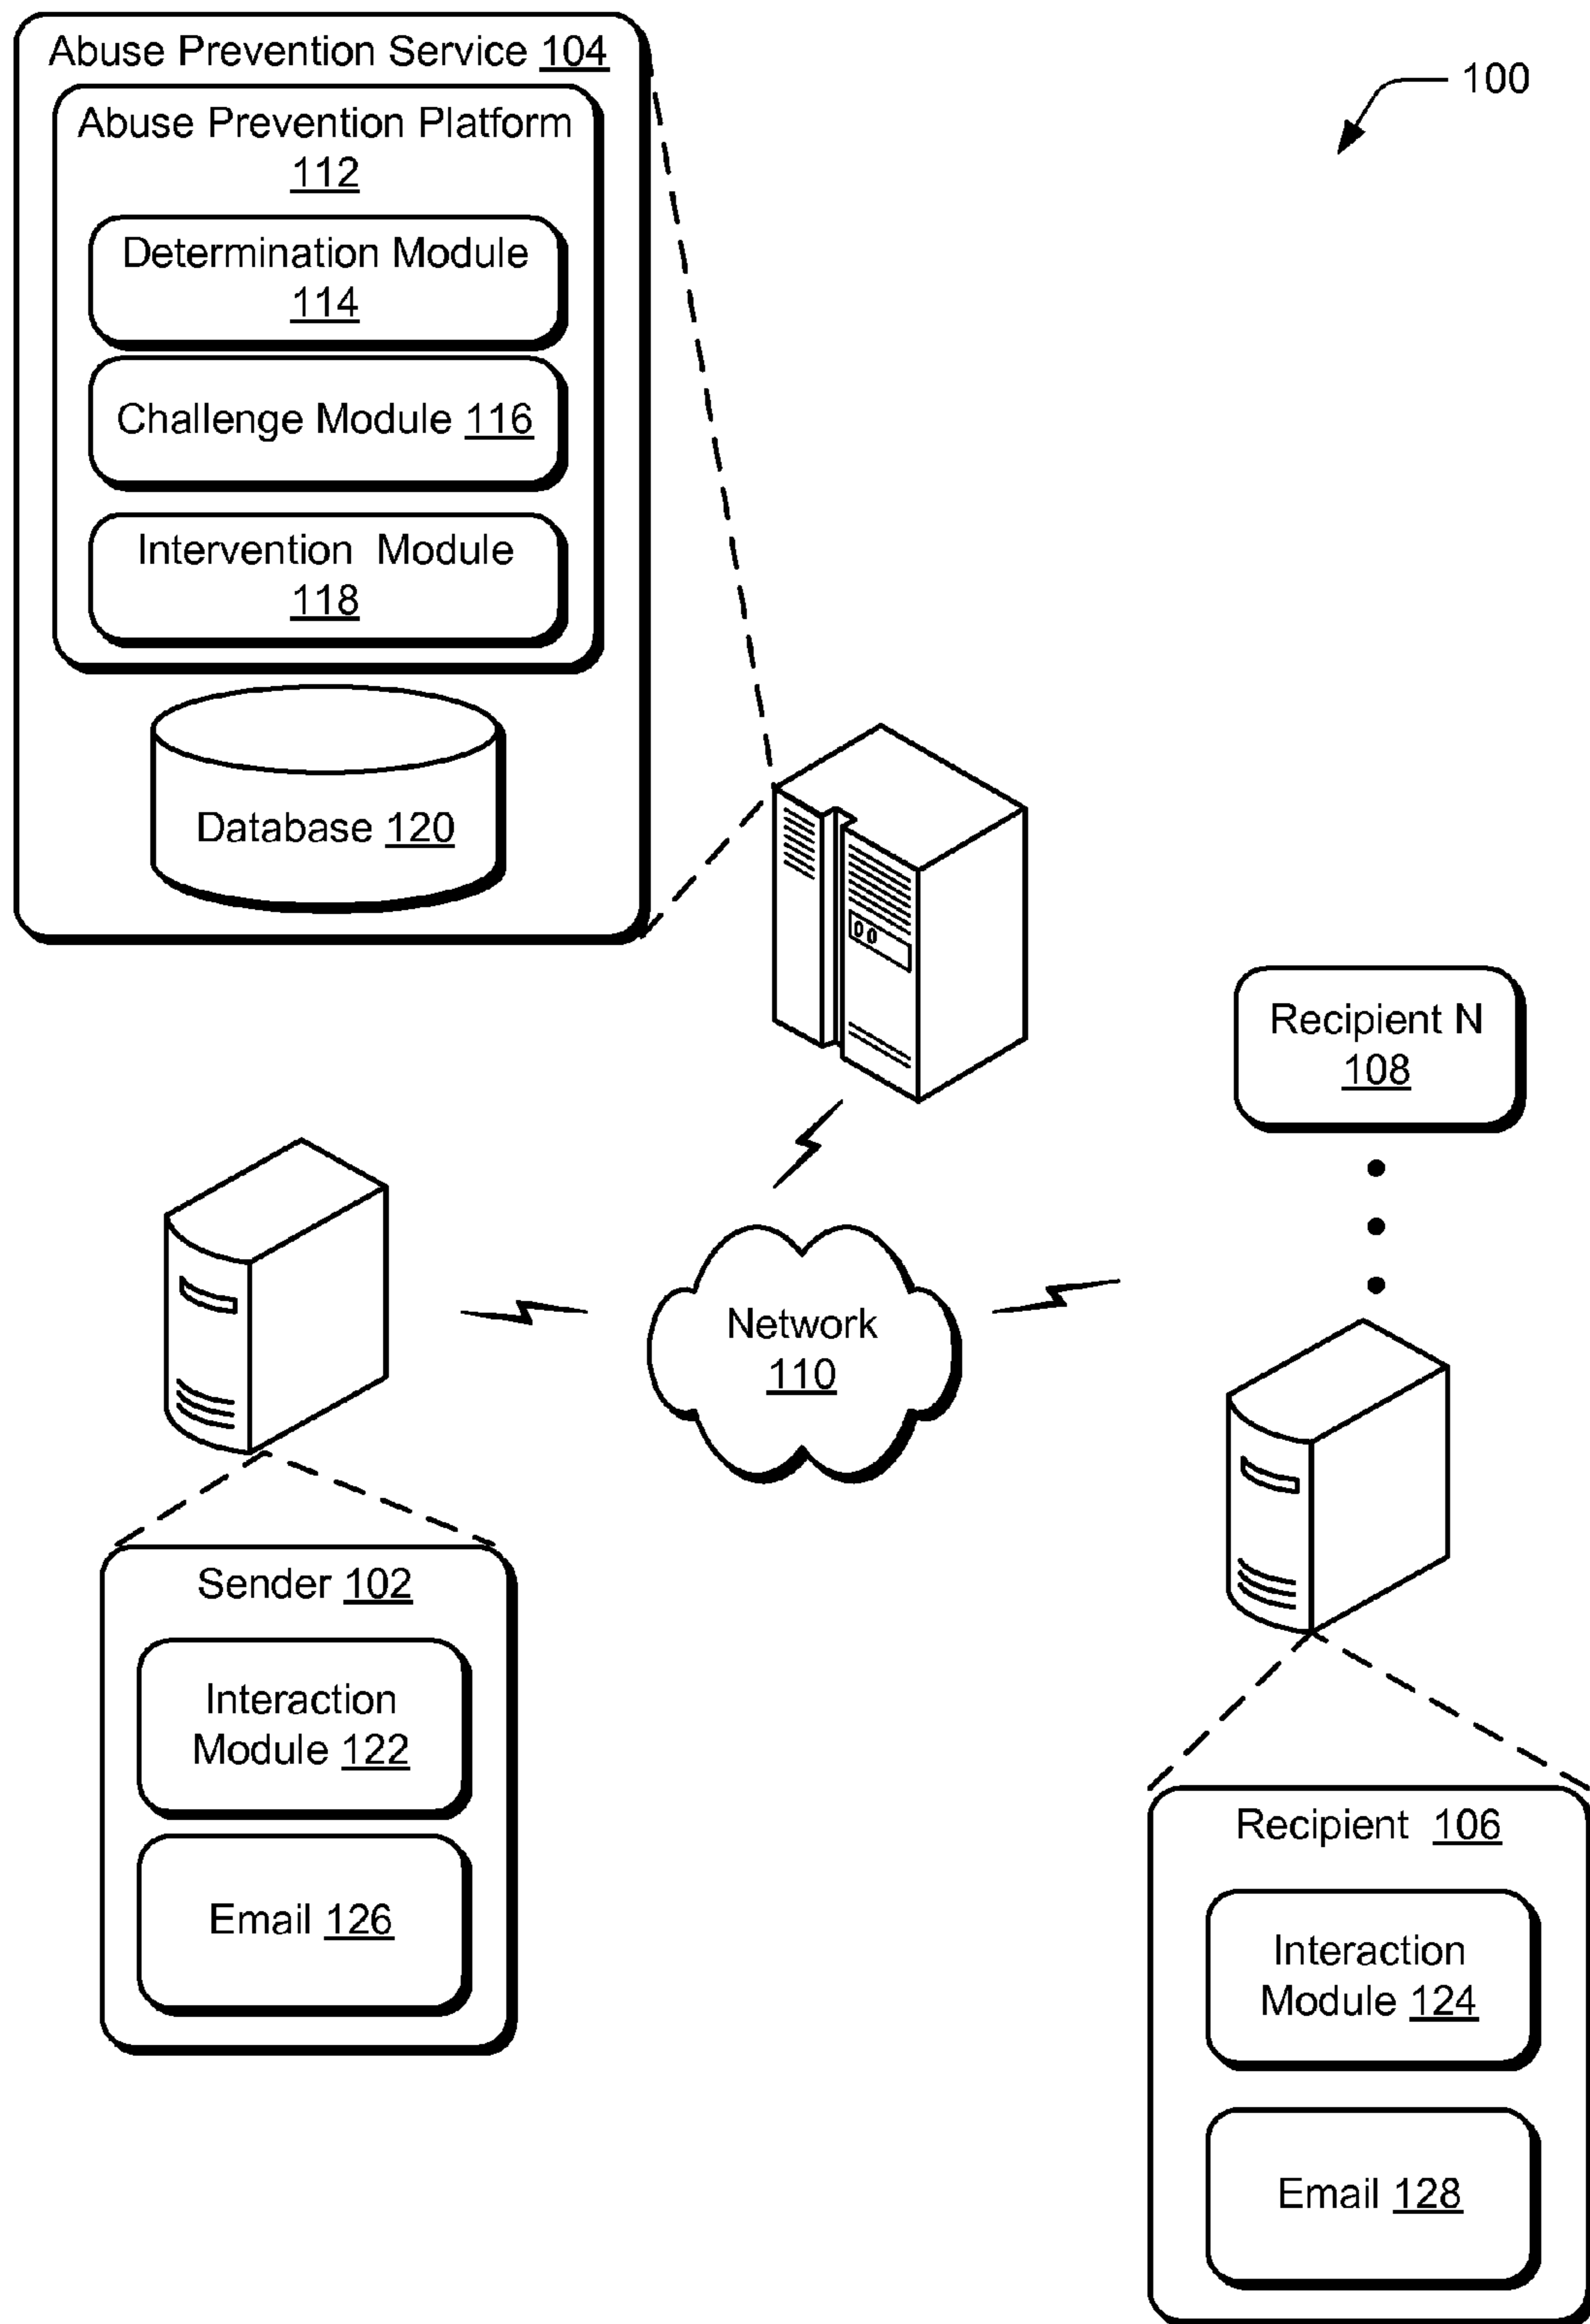 Abuse Prevention Service 104
Abuse Prevention Platform
112
Determination Module
114
Challenge Module 116
Intervention Module
118
Database 120
100
Recipient N
108
Network
110
Sender 102
Interaction
Module 122
Email 126
Recipient 106
Interaction
Module 124
Email 128